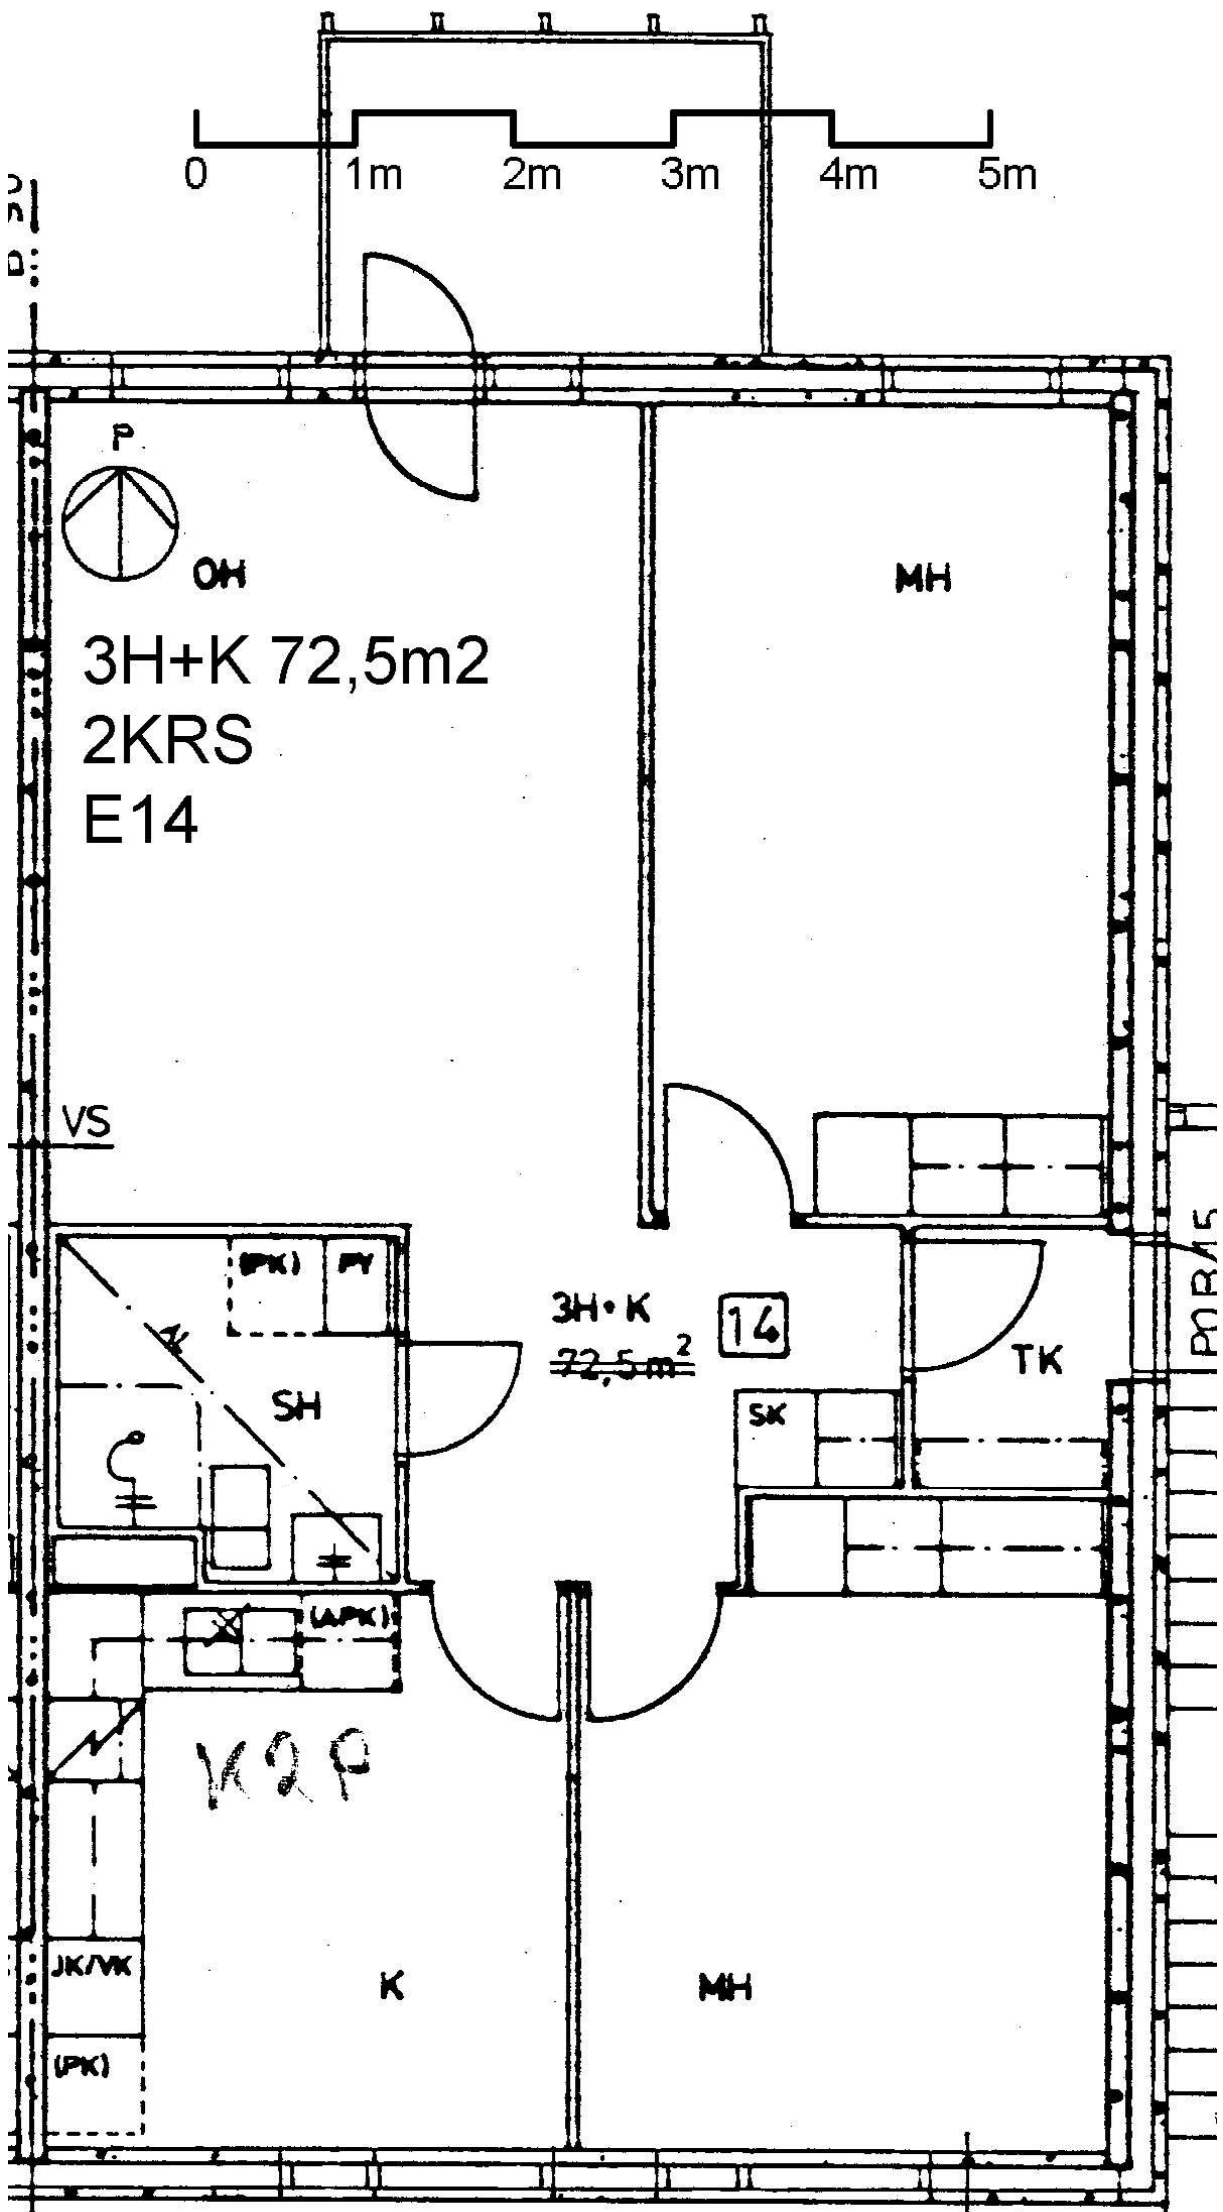 0 1m 2m 3m 4m 5m
P
OH
MH
3H+K 72,5m2
2KRS
E14
VS
(PK) PY
3H+K
72,5m²
14
TK
SH
SK
(APK)
K2P
JK/VK
K
MH
(PK)